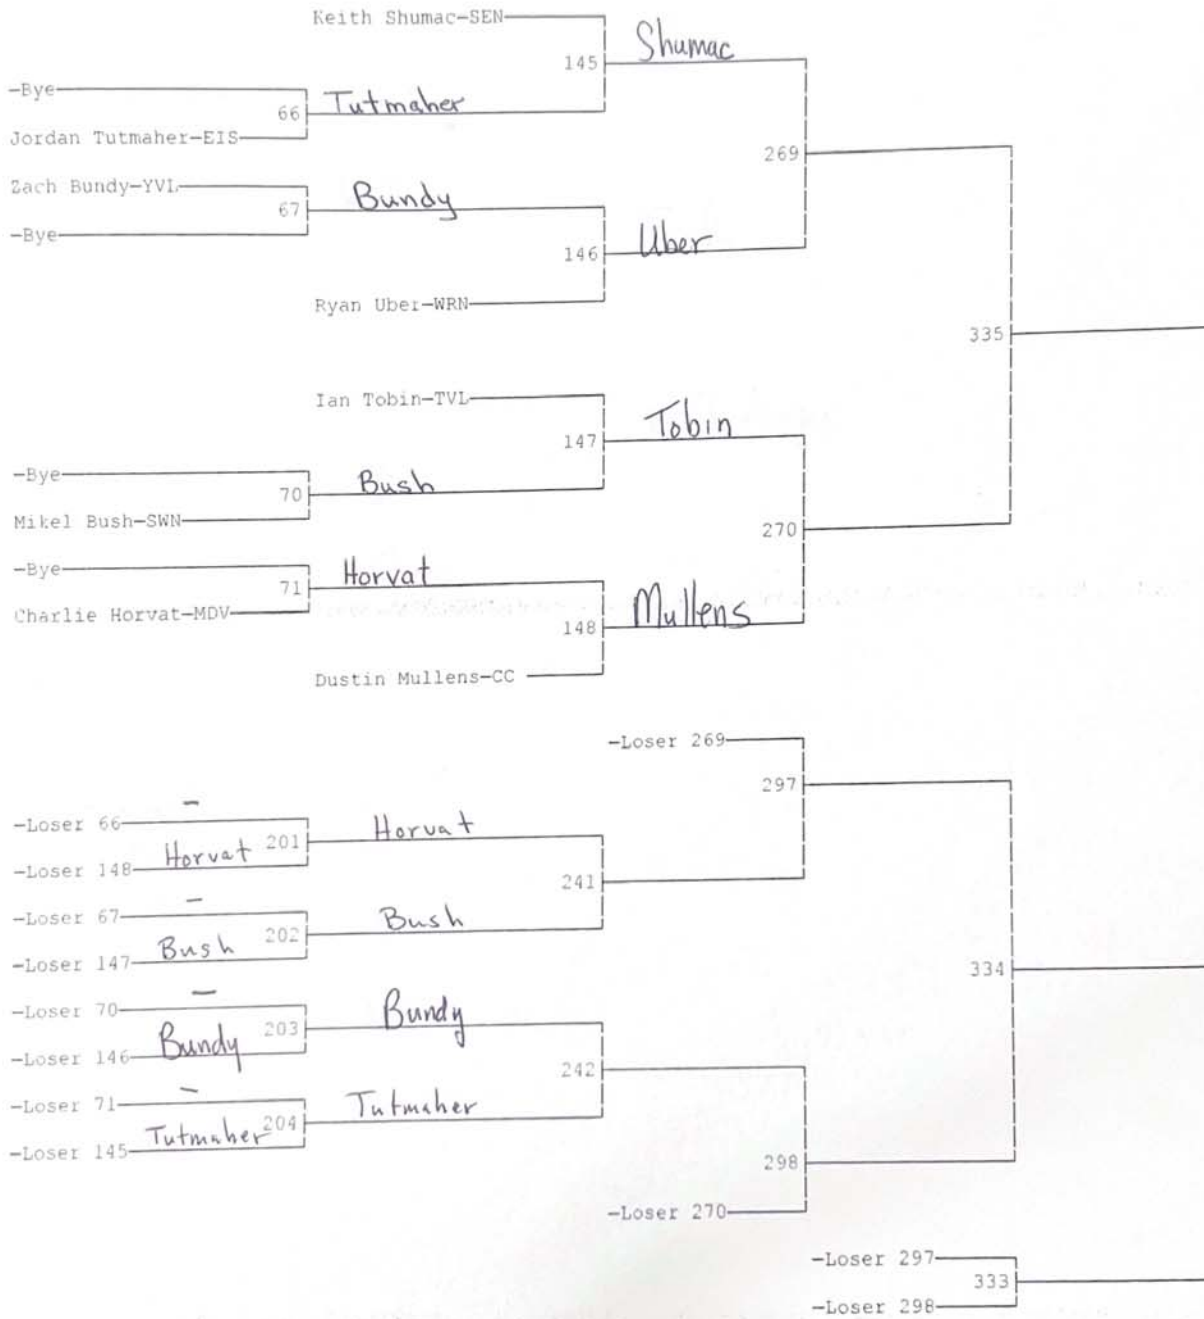 Keith Shumac-SEN
145 Shumac
-Bye
66 Tutmaher
Jordan Tutmaher-EIS
269
Zach Bundy-YVL
67 Bundy
-Bye
146 Uber
Ryan Uber-WRN
335
Ian Tobin-TVL
147 Tobin
-Bye
70 Bush
Mikel Bush-SWN
270
-Bye
71 Horvat
Charlie Horvat-MDV
148 Mullens
Dustin Mullens-CC
-Loser 269
297
-Loser 66 -
201 Horvat
-Loser 148 Horvat
241
-Loser 67 -
202 Bush
-Loser 147 Bush
334
-Loser 70 -
203 Bundy
-Loser 146 Bundy
242
-Loser 71 -
204 Tutmaher
-Loser 145 Tutmaher
298
-Loser 270
-Loser 297
333
-Loser 298